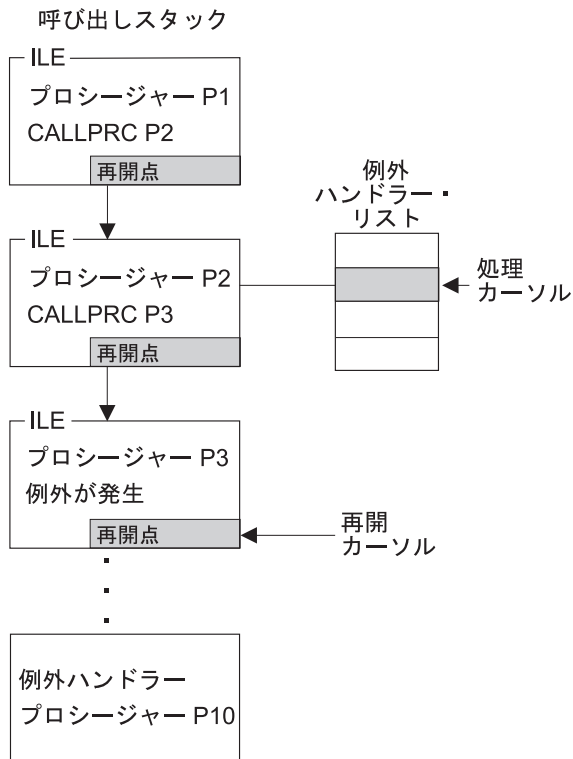 呼び出しスタック
ILE
プロシージャー P1
CALLPRC P2
再開点
例外
ハンドラー・
リスト
ILE
プロシージャー P2
CALLPRC P3
再開点
処理
カーソル
ILE
プロシージャー P3
例外が発生
再開点
再開
カーソル
例外ハンドラー
プロシージャー P10